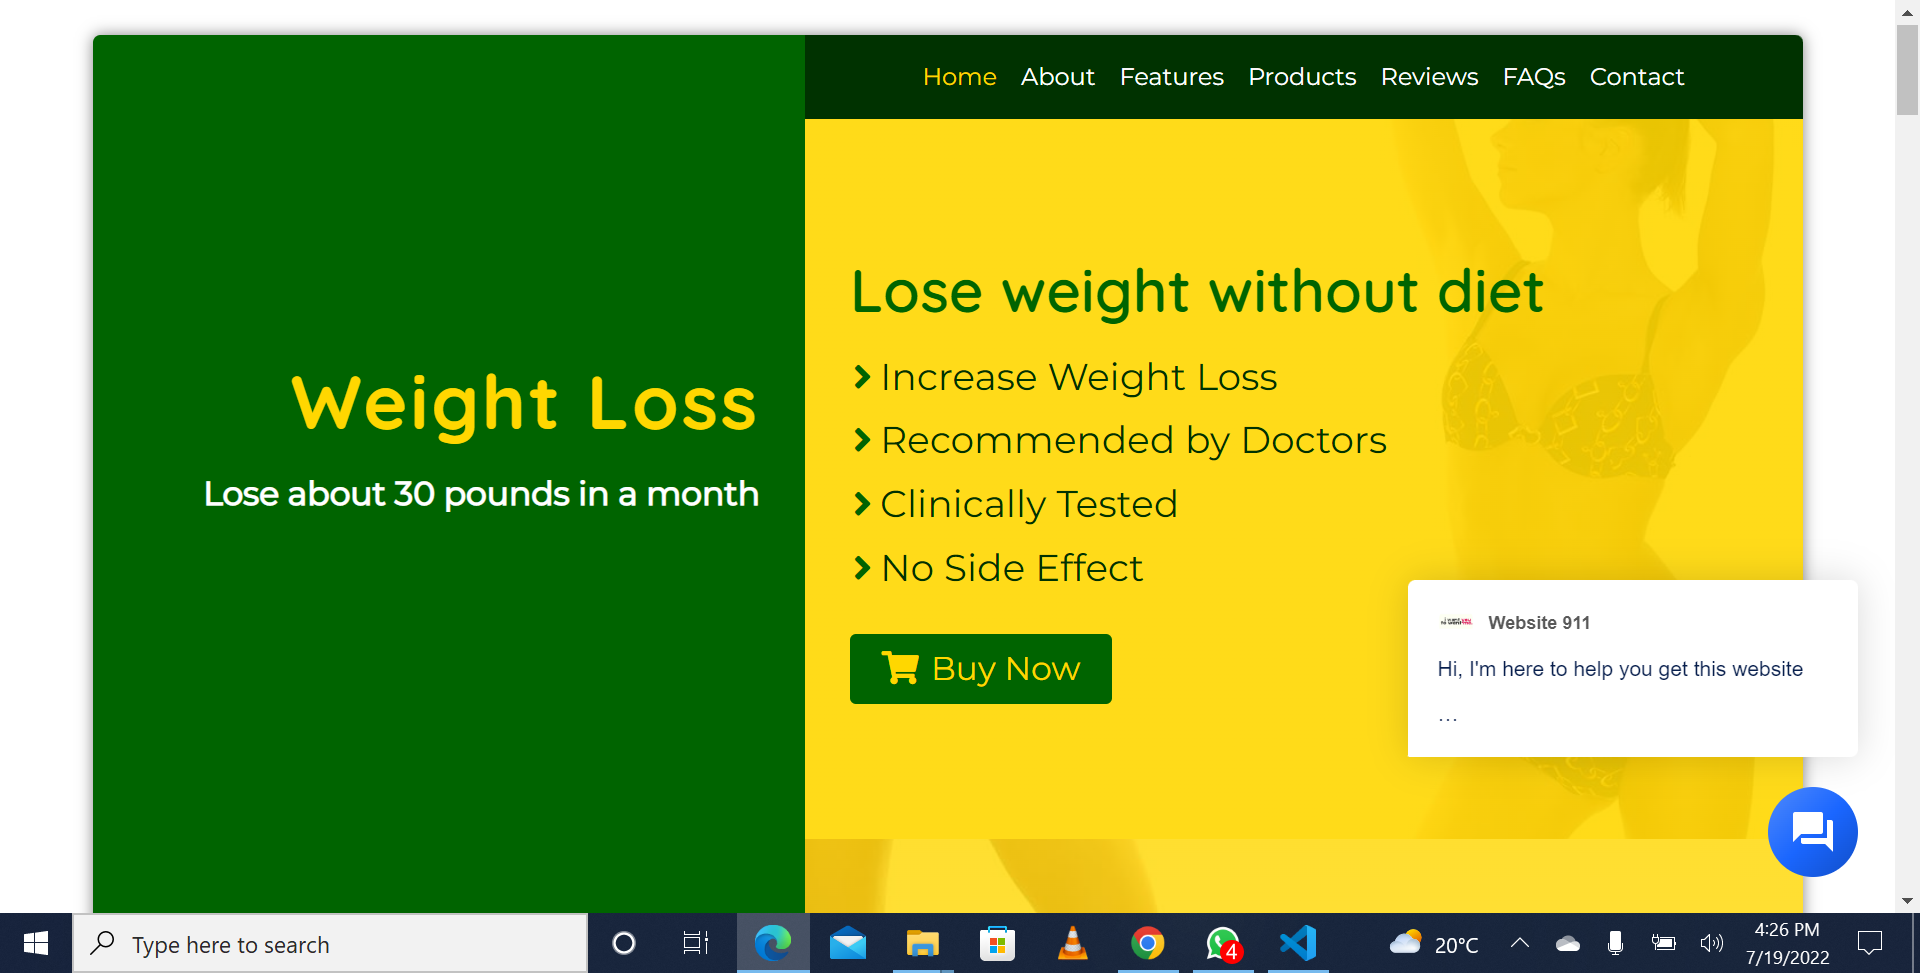 Home About Features Products Reviews FAQs Contact
Weight Loss
Lose about 30 pounds in a month
Lose weight without diet
Increase Weight Loss
Recommended by Doctors
Clinically Tested
No Side Effect
Buy Now
Website 911
Hi, I'm here to help you get this website
...
Type here to search
4
20°C
4:26 PM
7/19/2022